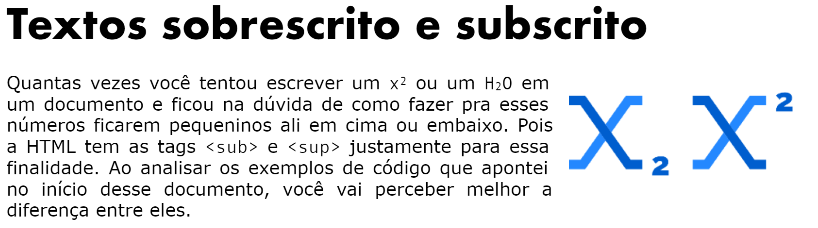 Textos sobrescrito e subscrito
Quantas vezes você tentou escrever um x² ou um H₂0 em
um documento e ficou na dúvida de como fazer pra esses
números ficarem pequeninos ali em cima ou embaixo. Pois
a HTML tem as tags <sub> e <sup> justamente para essa
finalidade. Ao analisar os exemplos de código que apontei
no início desse documento, você vai perceber melhor a
diferença entre eles.
X₂ X²